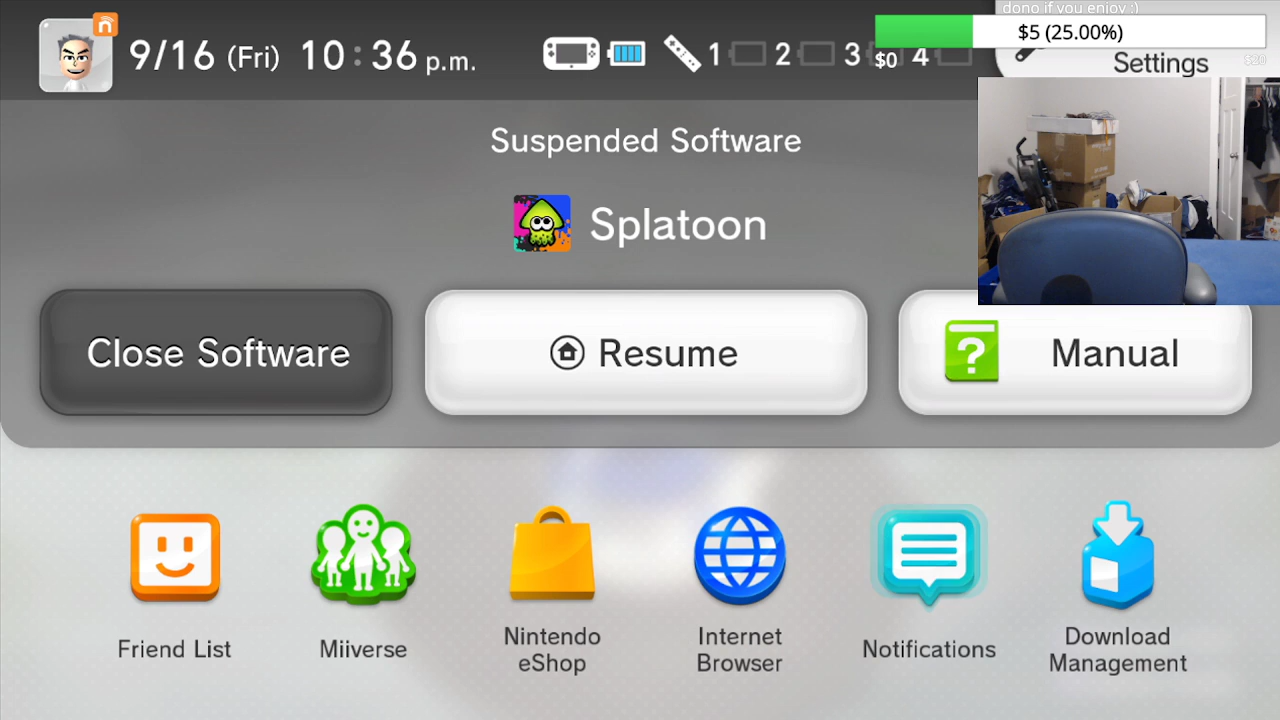 dono if you enjoy :)
9/16 (Fri) 10:36 p.m.
1 2 3 4
$5 (25.00%)
$0
$20
Settings
Suspended Software
Splatoon
Close Software
Resume
Manual
Friend List
Miiverse
Nintendo
eShop
Internet
Browser
Notifications
Download
Management